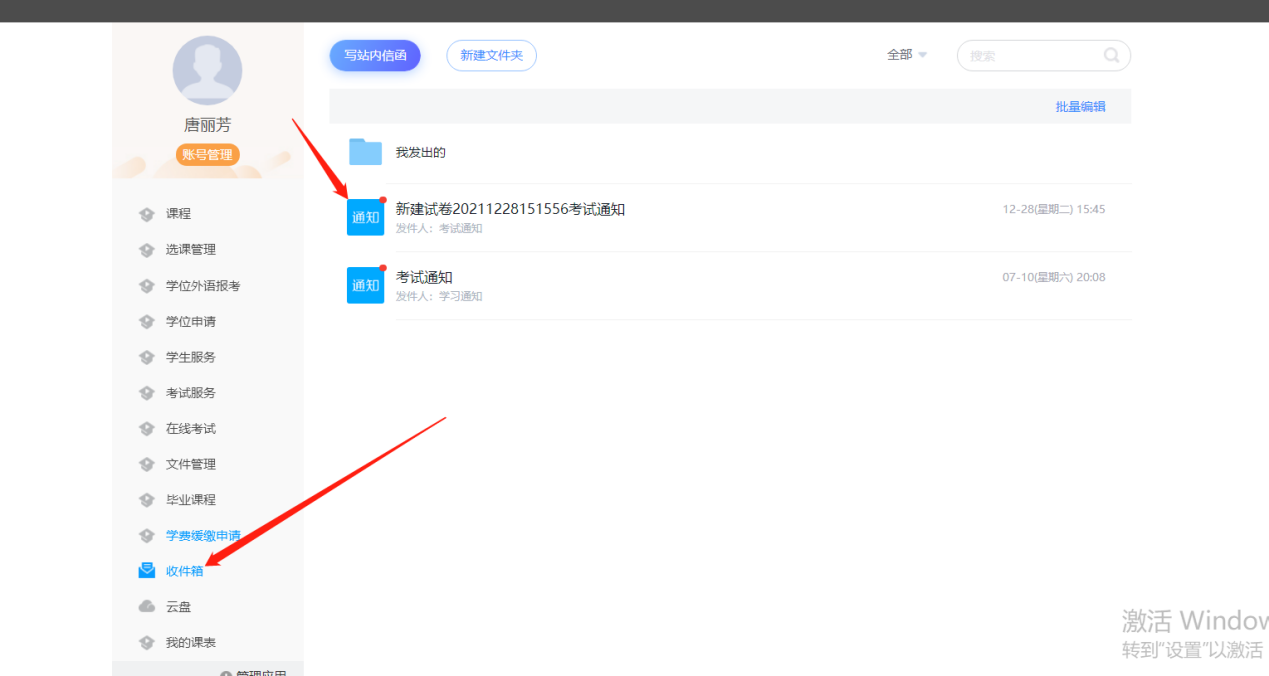 写站内信函
新建文件夹
全部
搜索
批量编辑
唐丽芳
账号管理
课程
选课管理
学位外语报考
学位申请
学生服务
考试服务
在线考试
文件管理
毕业课程
学费缓缴申请
收件箱
云盘
我的课表
管理应用
我发出的
通知
新建试卷20211228151556考试通知
12-28(星期二) 15:45
发件人：考试通知
通知
考试通知
07-10(星期六) 20:08
发件人：学习通知
激活 Window
转到“设置”以激活